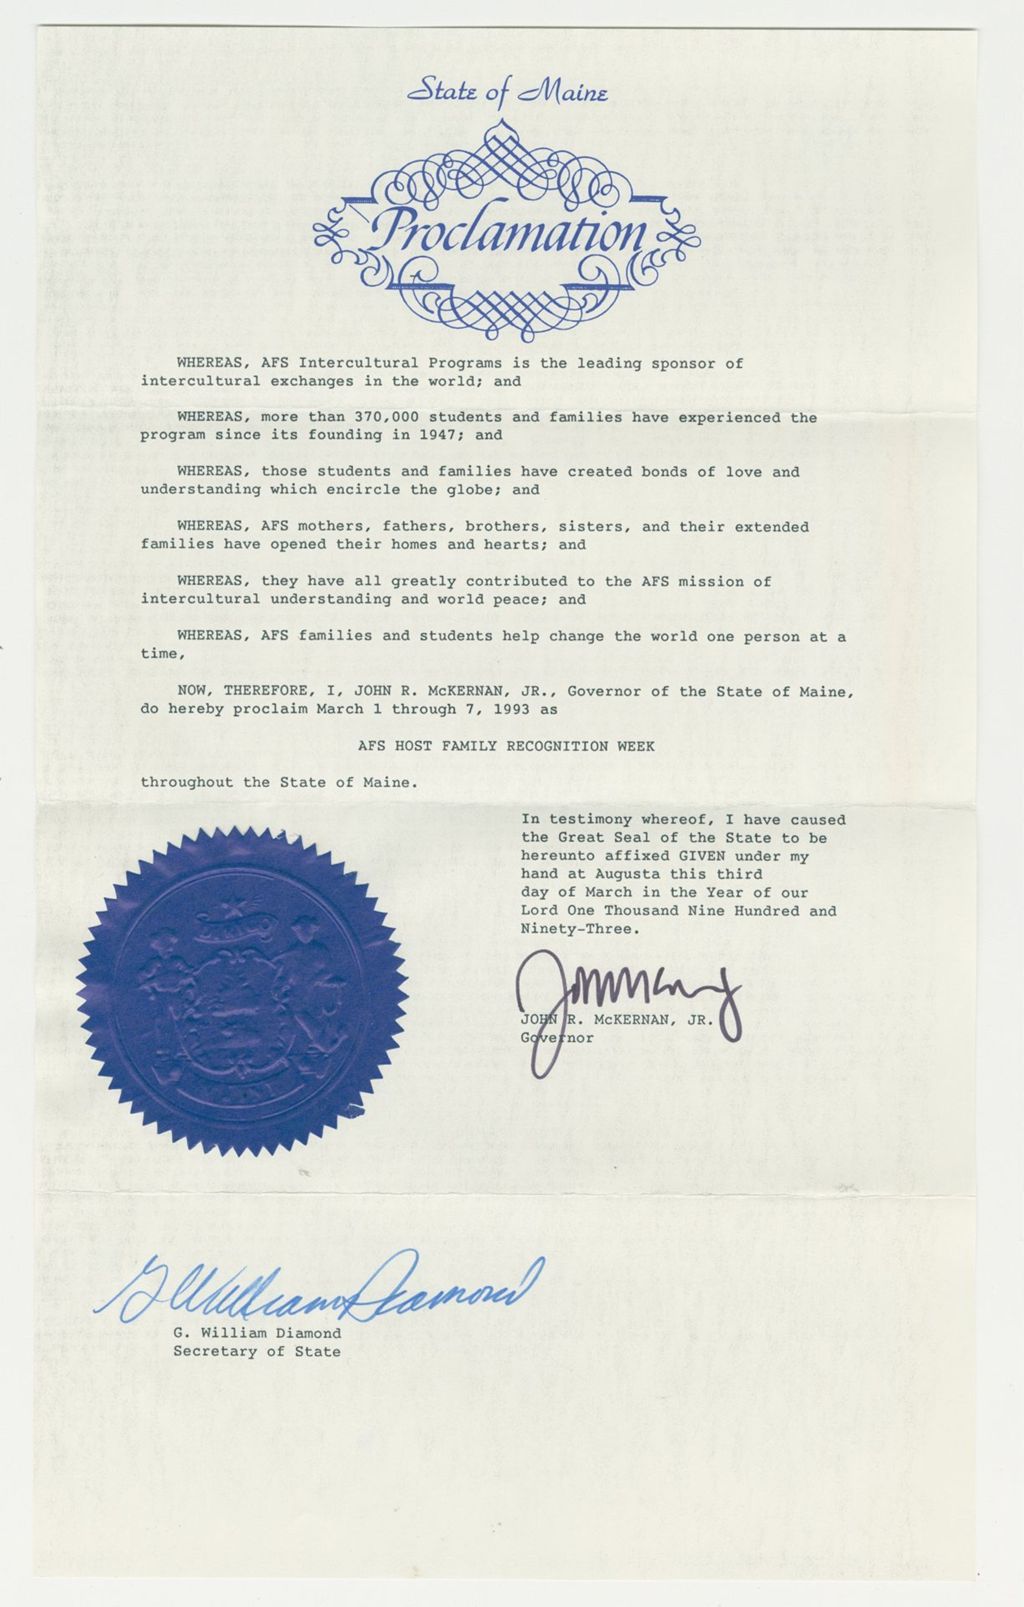 State of Maine
Proclamation
WHEREAS, AFS Intercultural Programs is the leading sponsor of
intercultural exchanges in the world; and
WHEREAS, more than 370,000 students and families have experienced the
program since its founding in 1947; and
WHEREAS, those students and families have created bonds of love and
understanding which encircle the globe; and
WHEREAS, AFS mothers, fathers, brothers, sisters, and their extended
families have opened their homes and hearts; and
WHEREAS, they have all greatly contributed to the AFS mission of
intercultural understanding and world peace; and
WHEREAS, AFS families and students help change the world one person at a
time,
NOW, THEREFORE, I, JOHN R. McKERNAN, JR., Governor of the State of Maine,
do hereby proclaim March 1 through 7, 1993 as
AFS HOST FAMILY RECOGNITION WEEK
throughout the State of Maine.
In testimony whereof, I have caused
the Great Seal of the State to be
hereunto affixed GIVEN under my
hand at Augusta this third
day of March in the Year of our
Lord One Thousand Nine Hundred and
Ninety-Three.
JOHN R. McKERNAN, JR.
Governor
G William Diamond
G. William Diamond
Secretary of State